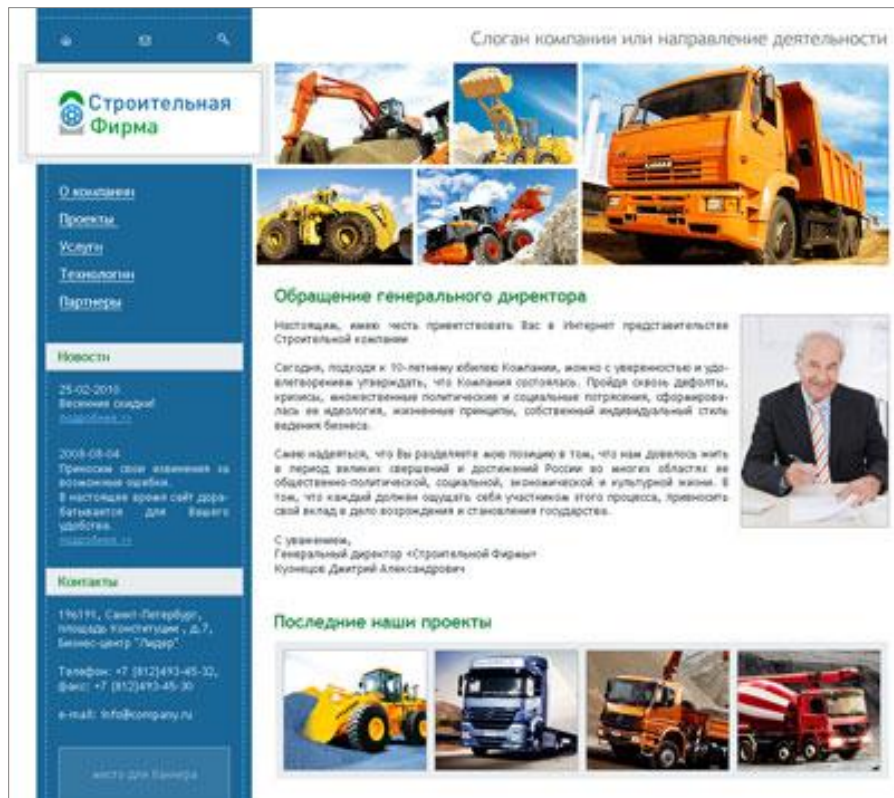 Слоган компании или направление деятельности
Строительная
Фирма
О компании
Проекты
Услуги
Технологии
Партнеры
Новости
25-02-2010
Весенние скидки!
подробнее >>
2008-08-04
Приносим свои извинения за
возможные ошибки.
В настоящее время сайт дора-
батывается для Вашего
удобства.
подробнее >>
Контакты
196191, Санкт-Петербург,
площадь Конституции , д.7,
Бизнес-центр "Лидер"
Телефон: +7 (812)493-45-32,
факс: +7 (812)493-45-30
e-mail: info@company.ru
место для баннера
Обращение генерального директора
Настоящим, имею честь приветствовать Вас в Интернет представительстве
Строительной компании
Сегодня, подходя к 10-летнему юбилею Компании, можно с уверенностью и удо-
влетворением утверждать, что Компания состоялась. Пройдя сквозь дефолты,
кризисы, множественные политические и социальные потрясения, сформирова-
лась ее идеология, жизненные принципы, собственный индивидуальный стиль
ведения бизнеса.
Смею надеяться, что Вы разделяете мою позицию в том, что нам довелось жить
в период великих свершений и достижений России во многих областях ее
общественно-политической, социальной, экономической и культурной жизни. В
том, что каждый должен ощущать себя участником этого процесса, привносить
свой вклад в дело возрождения и становления государства.
С уважением,
Генеральный директор «Строительной Фирмы»
Кузнецов Дмитрий Александрович
Последние наши проекты